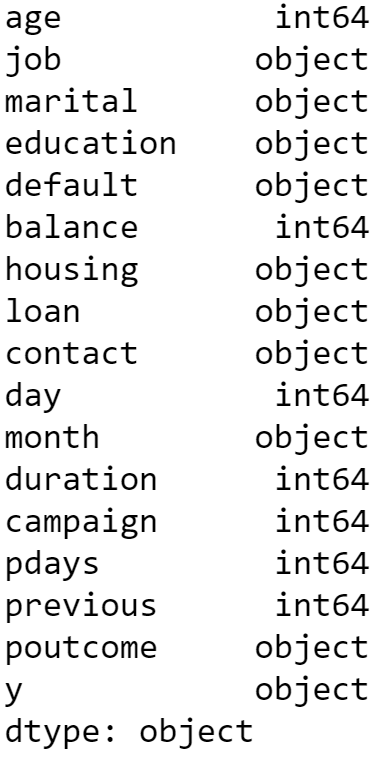 age int64
job object
marital object
education object
default object
balance int64
housing object
loan object
contact object
day int64
month object
duration int64
campaign int64
pdays int64
previous int64
poutcome object
y object
dtype: object